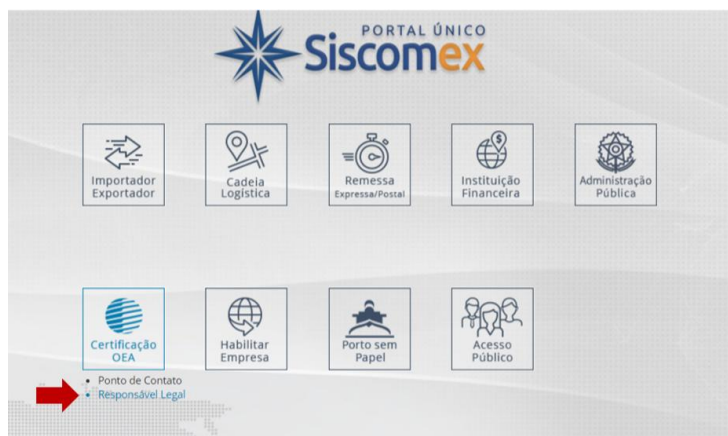 PORTAL ÚNICO
Siscomex
Importador
Exportador
Cadeia
Logística
Remessa
Expressa/Postal
$
Instituição
Financeira
Administração
Pública
Certificação
OEA
Habilitar
Empresa
Porto sem
Papel
Acesso
Público
• Ponto de Contato
• Responsável Legal